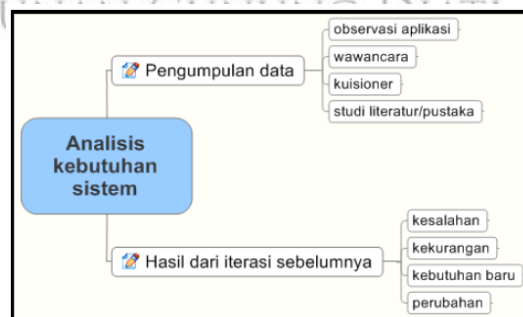 Analisis
kebutuhan
sistem
Pengumpulan data
observasi aplikasi
wawancara
kuisioner
studi literatur/pustaka
Hasil dari iterasi sebelumnya
kesalahan
kekurangan
kebutuhan baru
perubahan